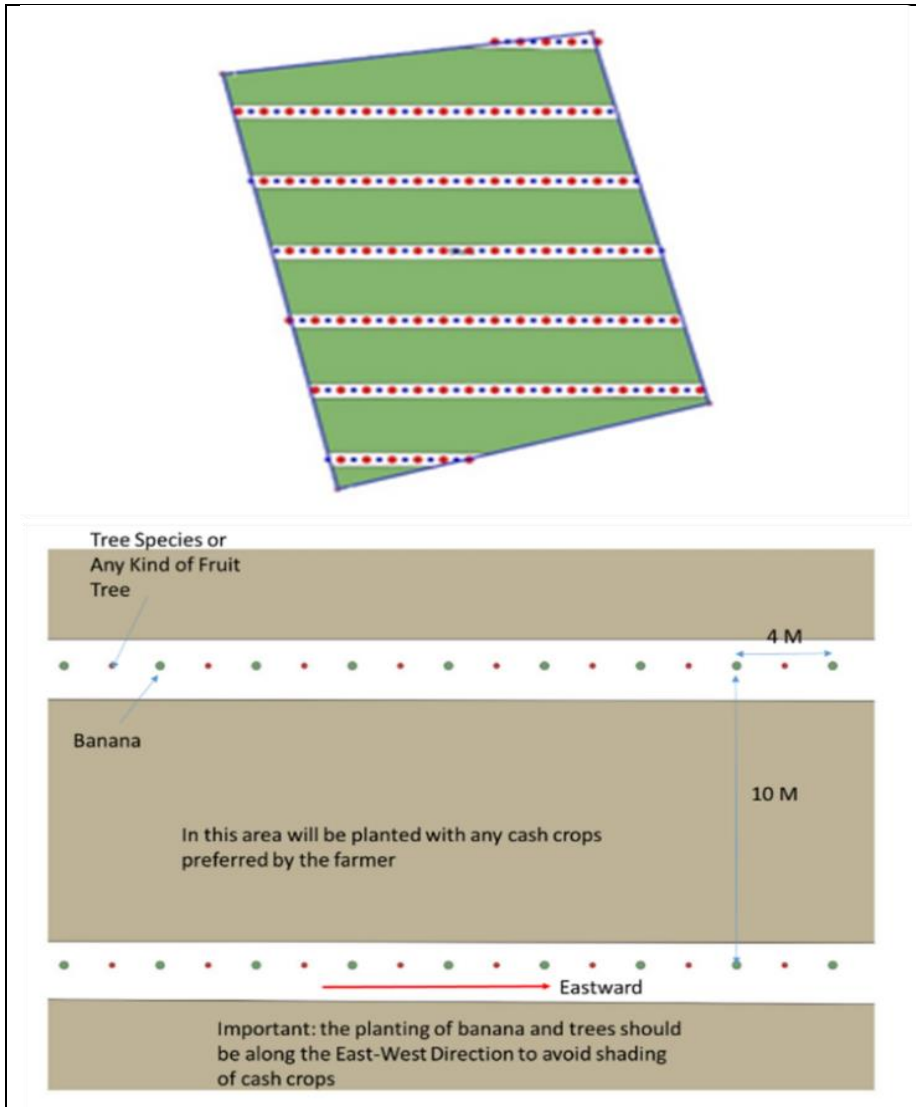 Tree Species or
Any Kind of Fruit
Tree
4 M
Banana
10 M
In this area will be planted with any cash crops
preferred by the farmer
Eastward
Important: the planting of banana and trees should
be along the East-West Direction to avoid shading
of cash crops